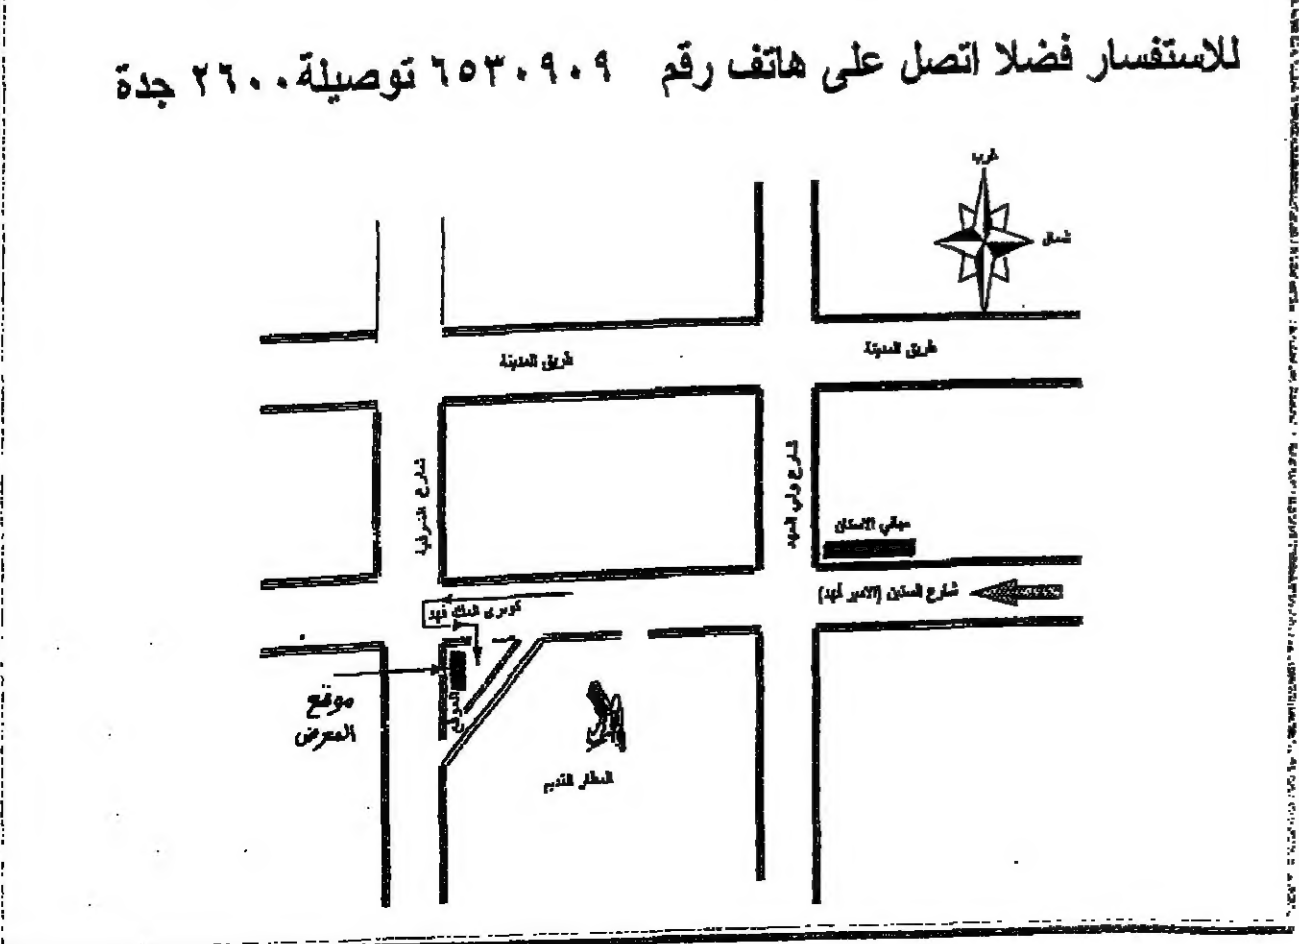 للاستفسار فضلا اتصل على هاتف رقم ٦٥٣٠٩٠٩ توصيلة ٢٦٠٠ جدة
غرب
شمال
طريق المدينة
طريق المدينة
شارع ولي العهد
شارع
مباني الاسكان
شارع الستين (الامير فهد)
كوبري الملك فهد
الموقع
موقع
المعرض
المطار القديم